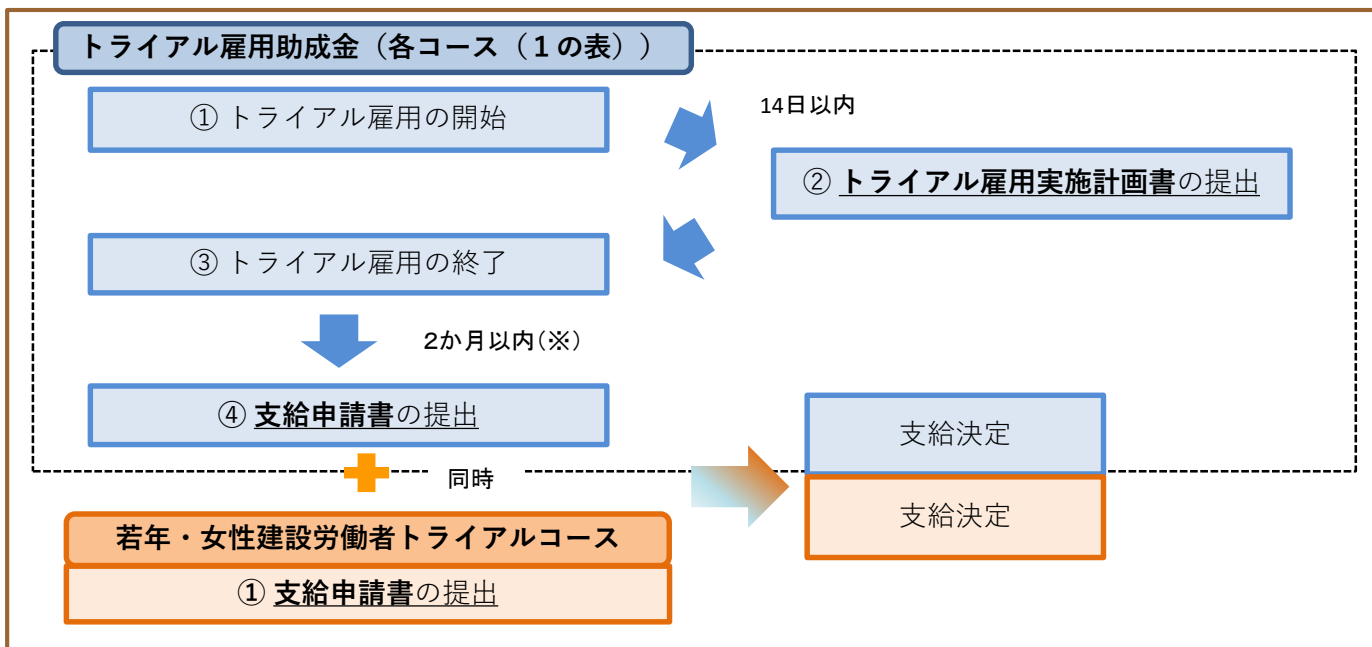 トライアル雇用助成金（各コース（１の表））
① トライアル雇用の開始
14日以内
② トライアル雇用実施計画書の提出
③ トライアル雇用の終了
２か月以内（※）
④ 支給申請書の提出
支給決定
同時
支給決定
若年・女性建設労働者トライアルコース
① 支給申請書の提出